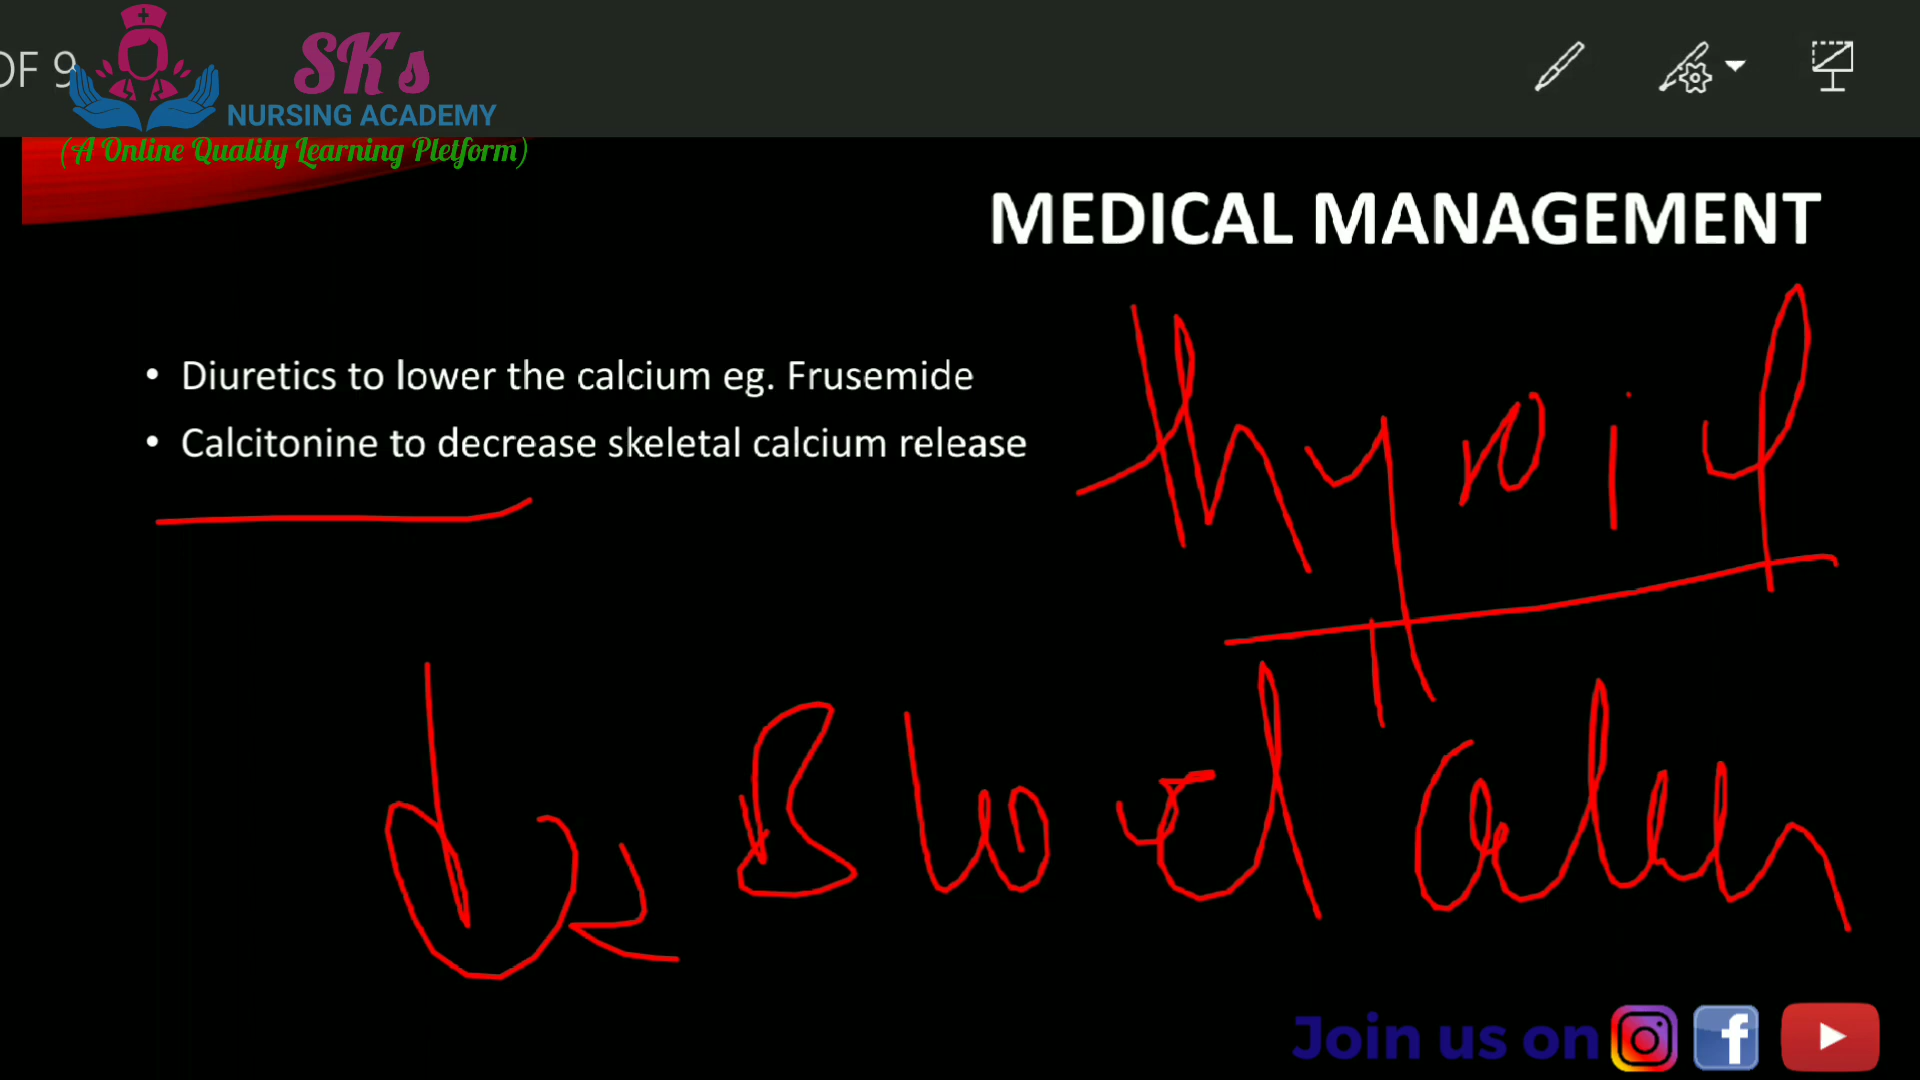 OF 9
SK's
NURSING ACADEMY
(A Online Quality Learning Pletform)
MEDICAL MANAGEMENT
• Diuretics to lower the calcium eg. Frusemide
• Calcitonine to decrease skeletal calcium release
thyroid
Blood
Join us on